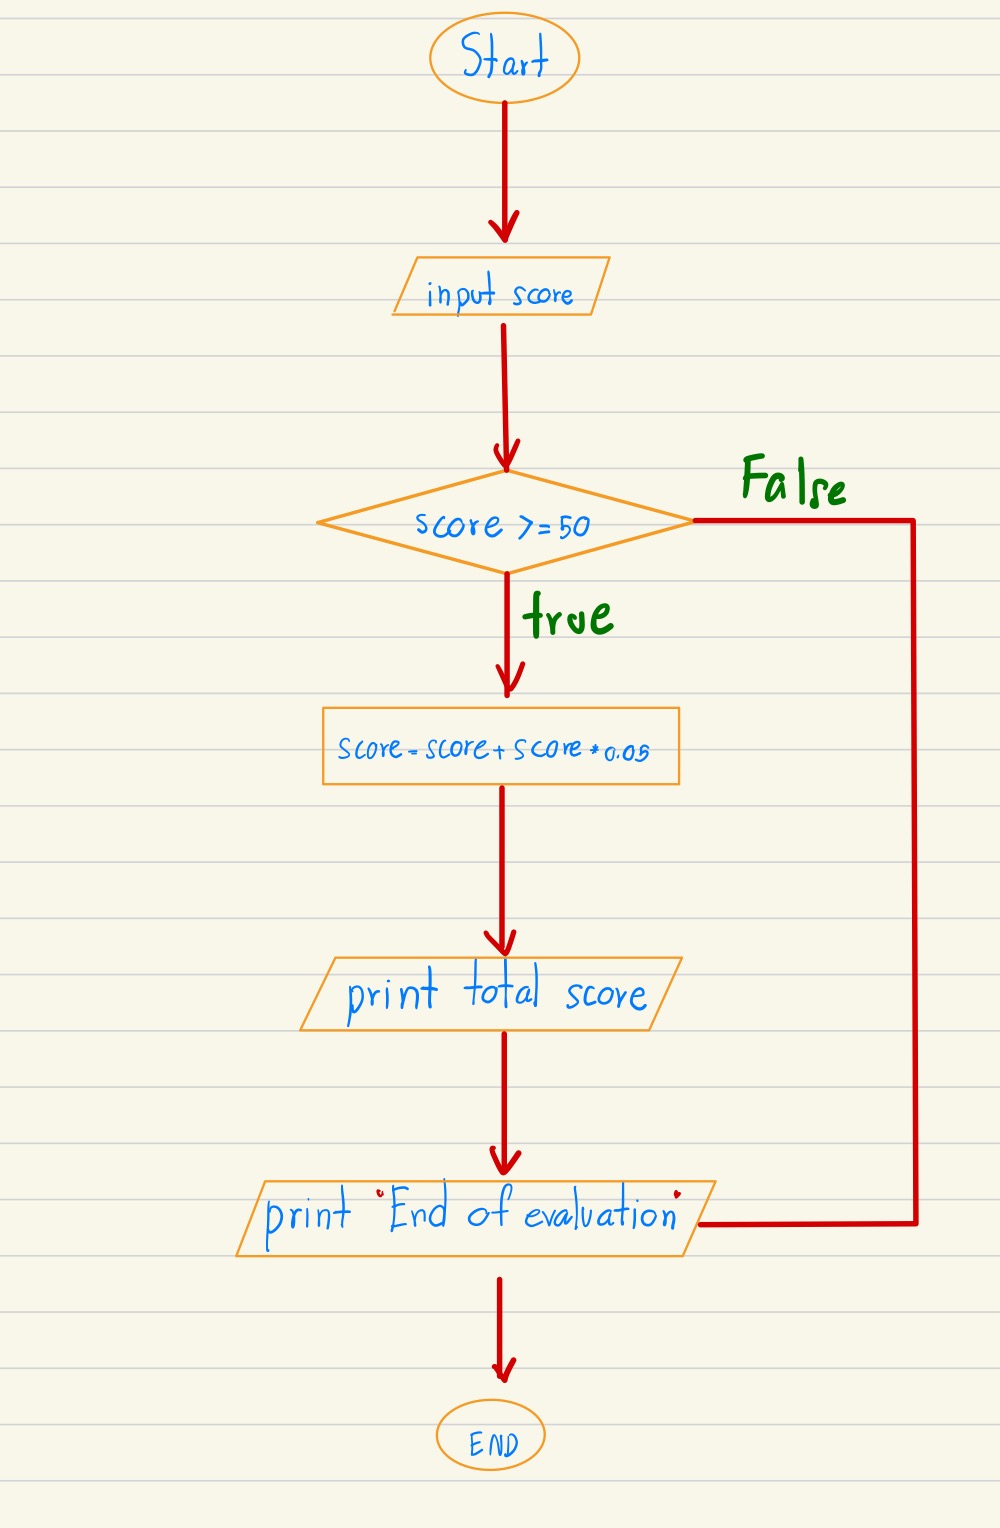 Start
input score
score >= 50
False
true
Score = score + score * 0.05
print total score
print "End of evaluation"
END